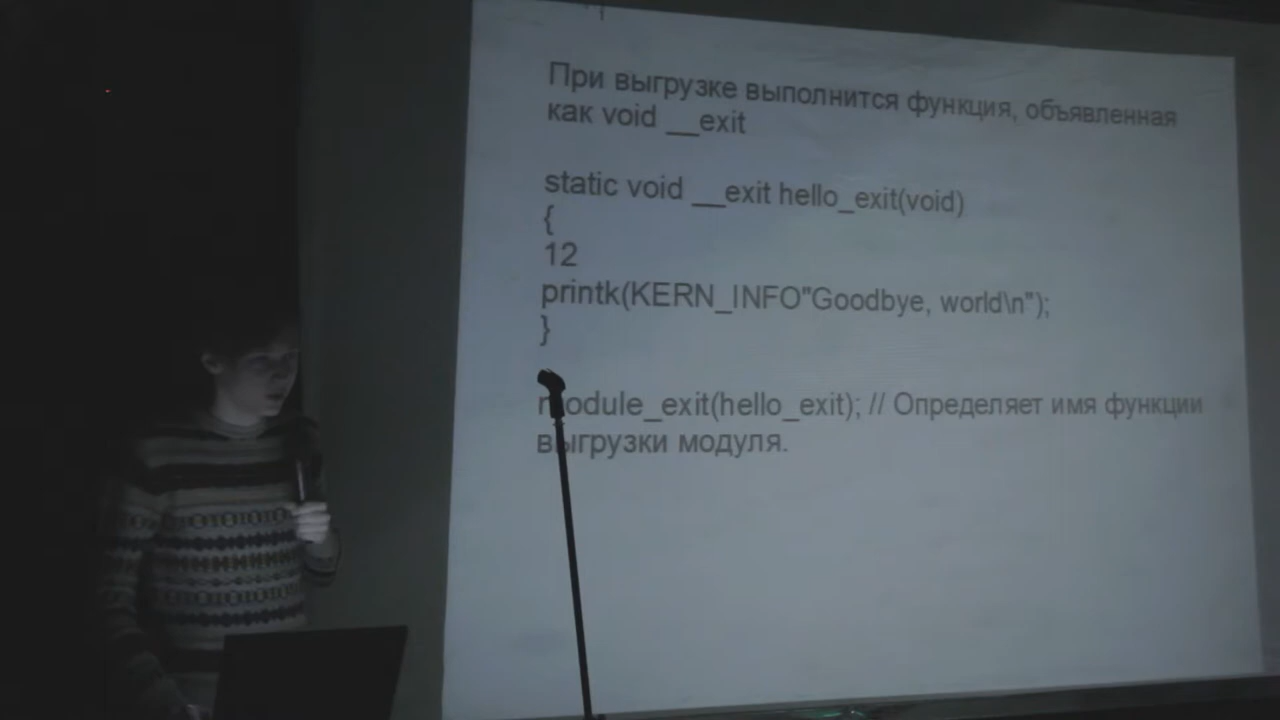 При выгрузке выполнится функция, объявленная
как void __exit
static void __exit hello_exit(void)
{
12
printk(KERN_INFO"Goodbye, world\n");
}
module_exit(hello_exit); // Определяет имя функции
выгрузки модуля.